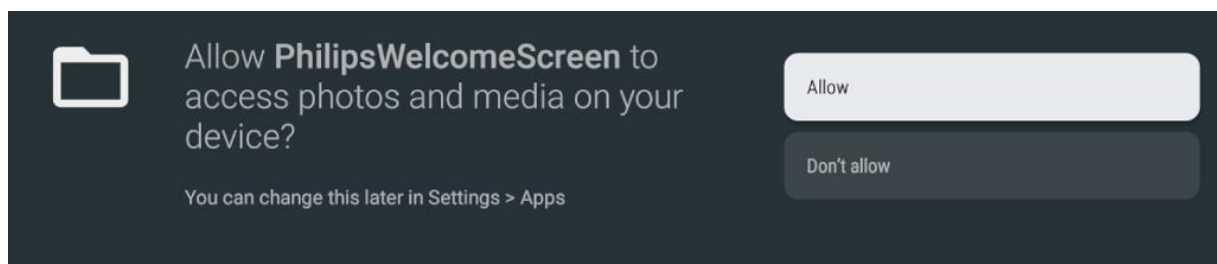 Allow PhilipsWelcomeScreen to
access photos and media on your
device?
You can change this later in Settings > Apps
Allow
Don't allow